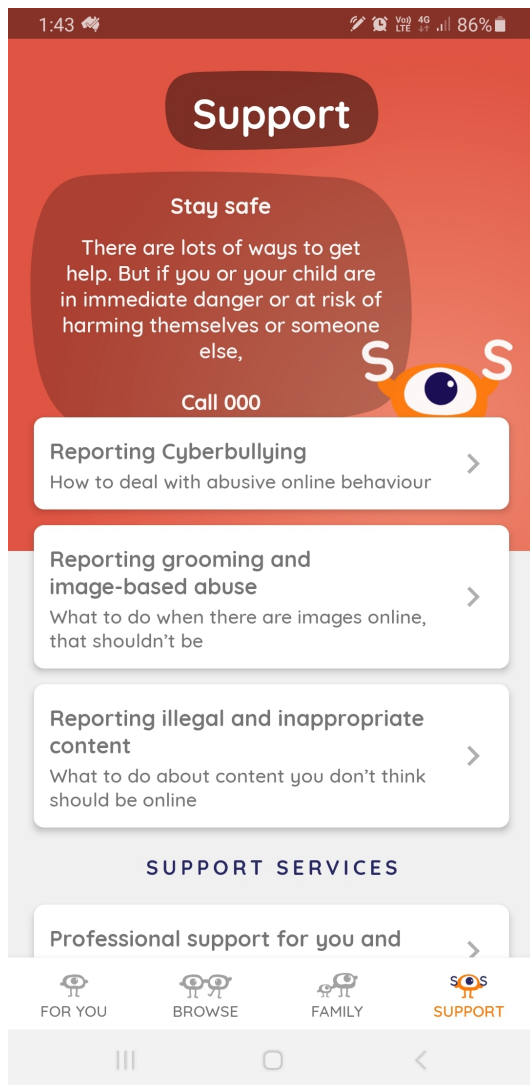 1:43
Vo)) LTE 4G 86%
Support
Stay safe
There are lots of ways to get
help. But if you or your child are
in immediate danger or at risk of
harming themselves or someone
else,
Call 000
S S
Reporting Cyberbullying
How to deal with abusive online behaviour
Reporting grooming and
image-based abuse
What to do when there are images online,
that shouldn't be
Reporting illegal and inappropriate
content
What to do about content you don't think
should be online
SUPPORT SERVICES
Professional support for you and
S S
FOR YOU BROWSE FAMILY SUPPORT